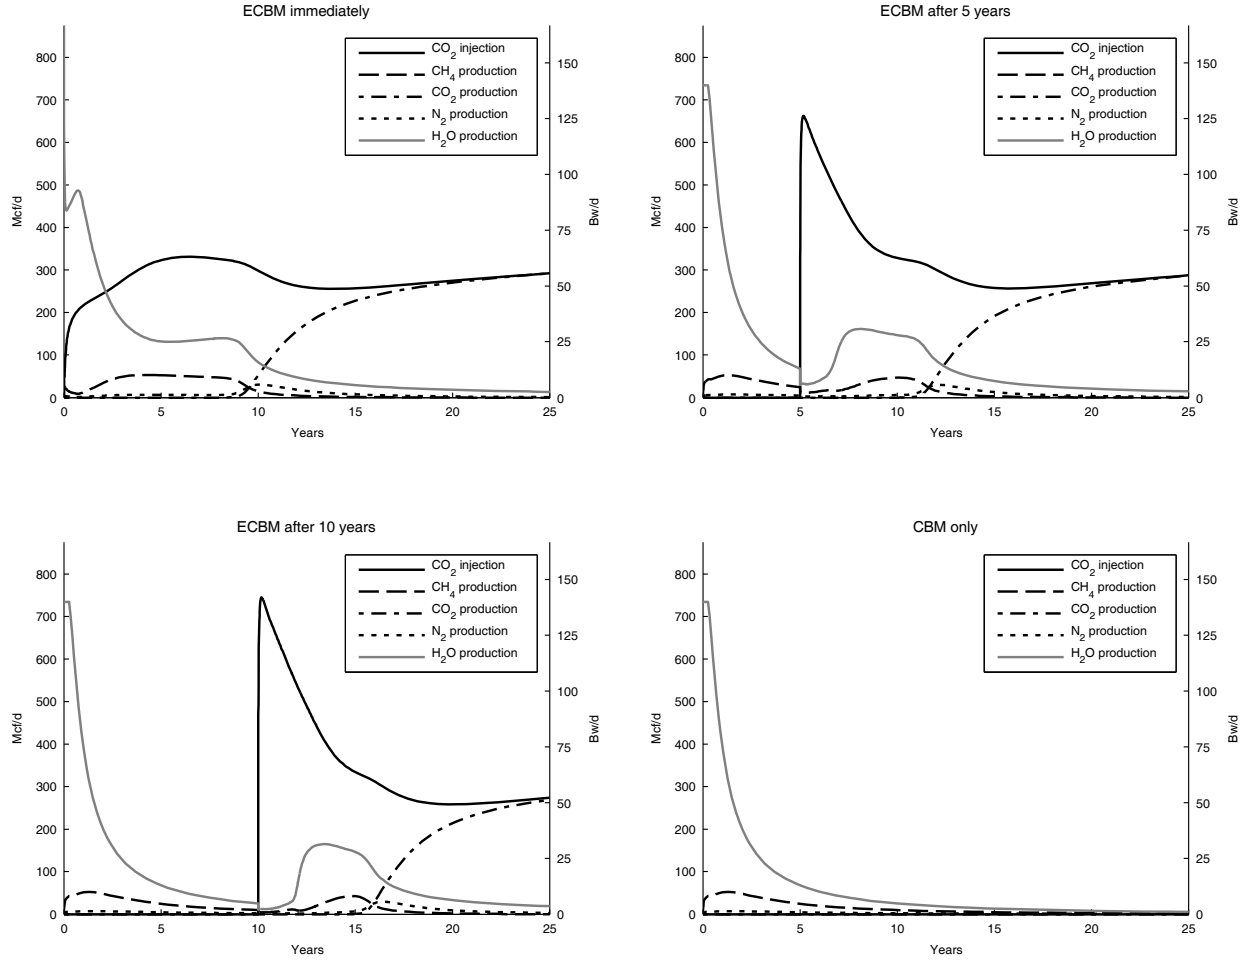 ECBM immediately
CO2 injection
CH4 production
CO2 production
N2 production
H2O production
800
700
600
500
400
300
200
100
0
Mcf/d
150
125
100
75
50
25
0
Bw/d
0 5 10 15 20 25
Years
ECBM after 5 years
CO2 injection
CH4 production
CO2 production
N2 production
H2O production
800
700
600
500
400
300
200
100
0
Mcf/d
150
125
100
75
50
25
0
Bw/d
0 5 10 15 20 25
Years
ECBM after 10 years
CO2 injection
CH4 production
CO2 production
N2 production
H2O production
800
700
600
500
400
300
200
100
0
Mcf/d
150
125
100
75
50
25
0
Bw/d
0 5 10 15 20 25
Years
CBM only
CO2 injection
CH4 production
CO2 production
N2 production
H2O production
800
700
600
500
400
300
200
100
0
Mcf/d
150
125
100
75
50
25
0
Bw/d
0 5 10 15 20 25
Years